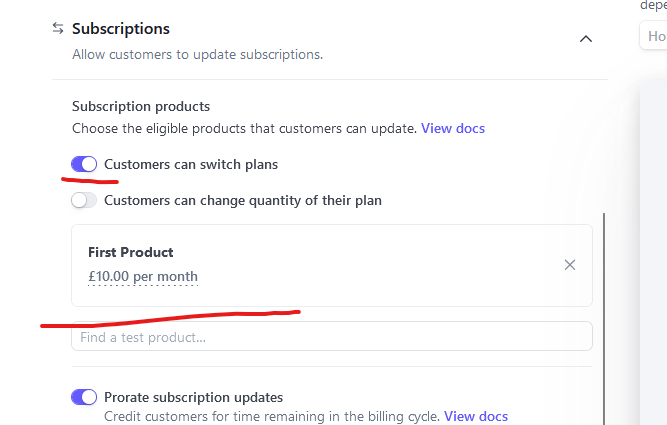 depe
Subscriptions
Ho
Allow customers to update subscriptions.
Subscription products
Choose the eligible products that customers can update. View docs
Customers can switch plans
Customers can change quantity of their plan
First Product
£10.00 per month
Find a test product...
Prorate subscription updates
Credit customers for time remaining in the billing cycle. View docs